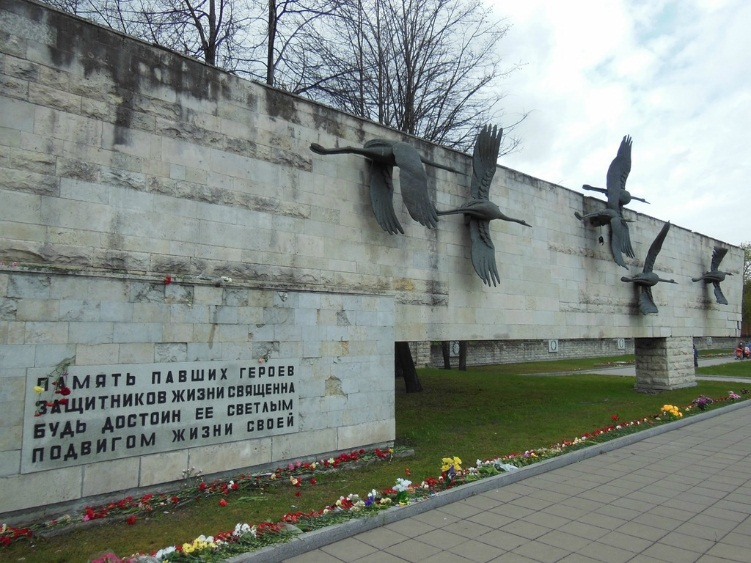 ПАМЯТЬ ПАВШИХ ГЕРОЕВ
ЗАЩИТНИКОВ ЖИЗНИ СВЯЩЕННА
БУДЬ ДОСТОИН ЕЕ СВЕТЛЫМ
ПОДВИГОМ ЖИЗНИ СВОЕЙ